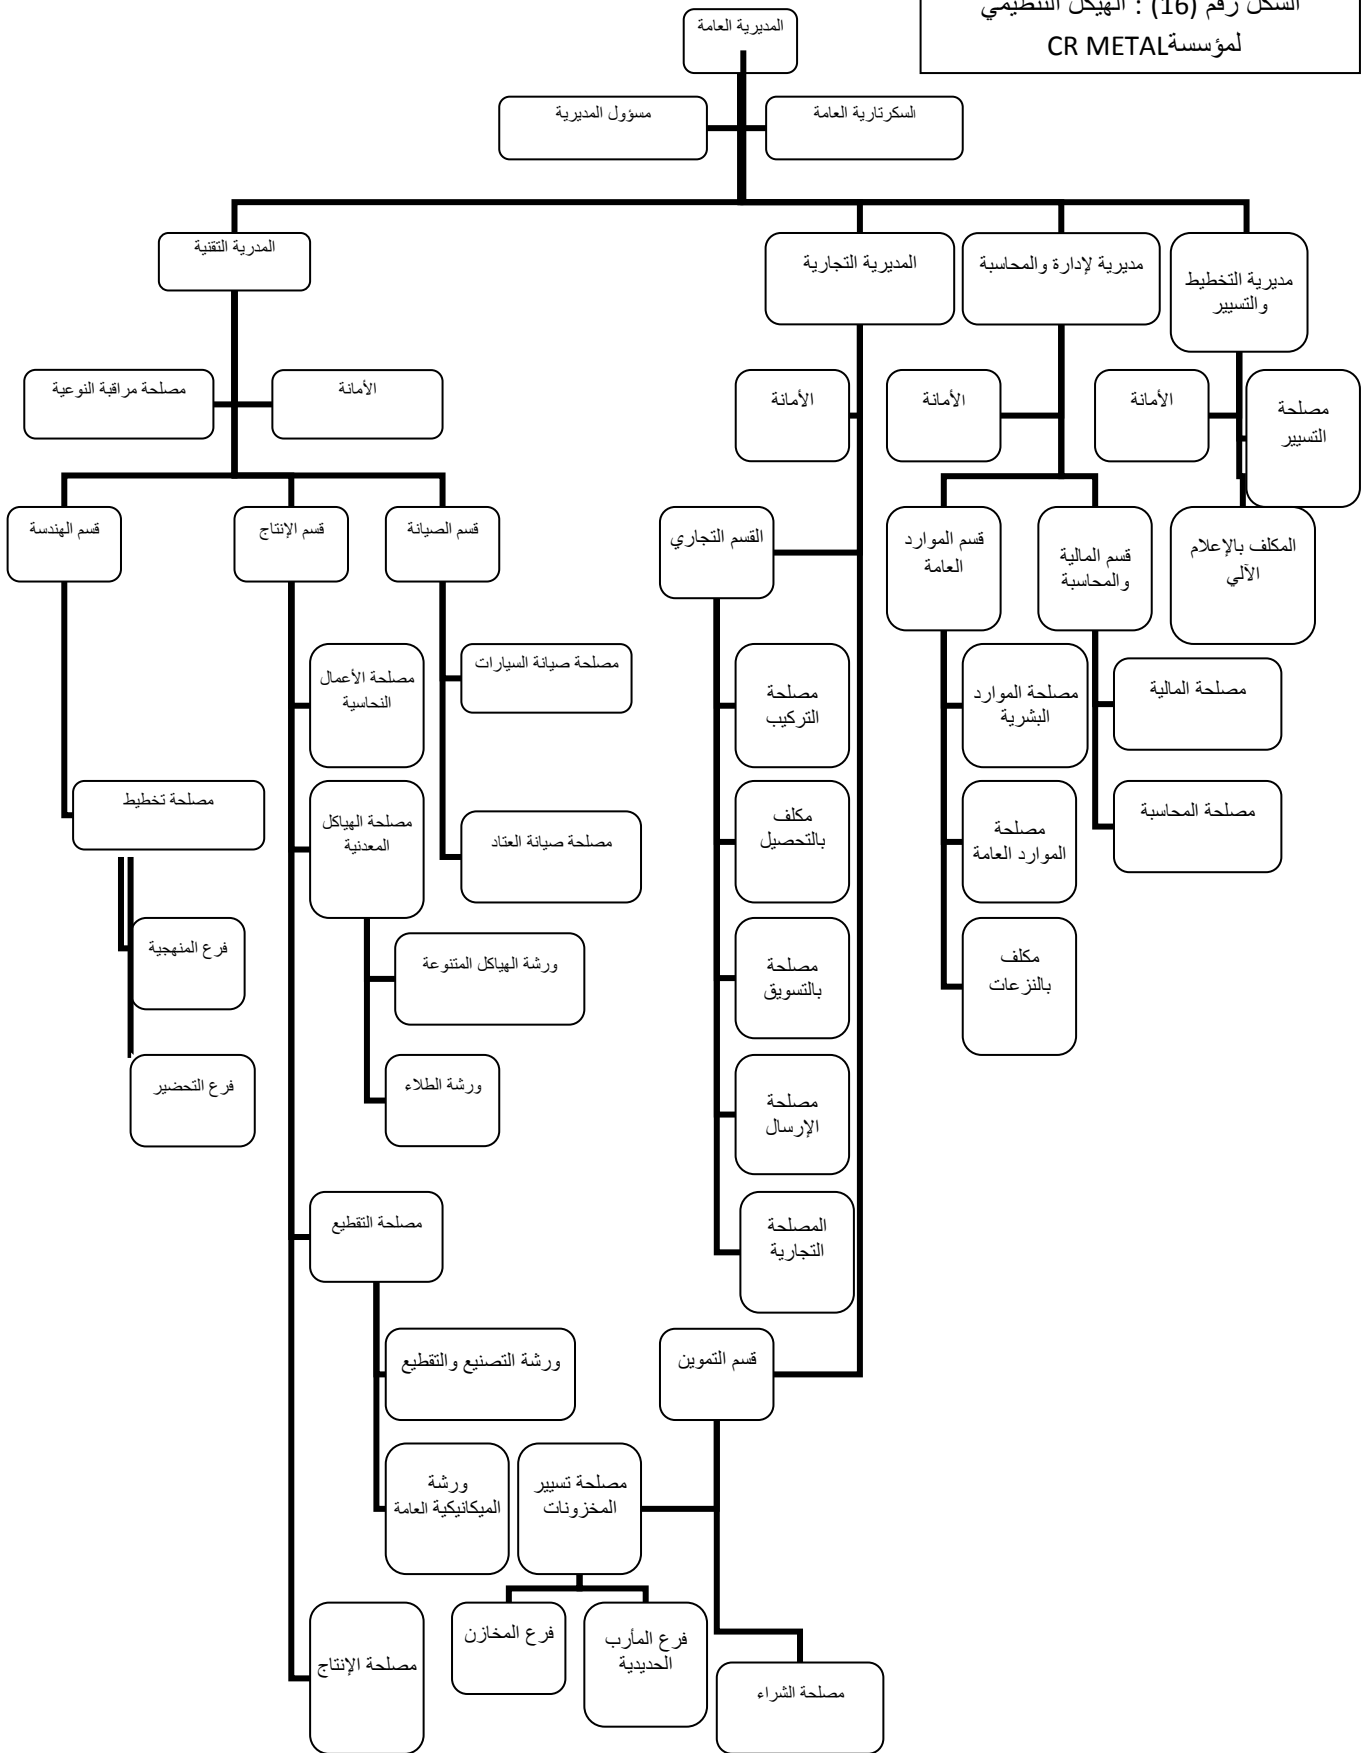 الشكل رقم (16) : الهيكل التنظيمي
لمؤسسة CR METAL
المديرية العامة
السكرتارية العامة
مسؤول المديرية
مديرية التخطيط
والتسيير
مديرية لإدارة والمحاسبة
المديرية التجارية
المدرية التقنية
مصلحة
التسيير
الأمانة
الأمانة
الأمانة
الأمانة
مصلحة مراقبة النوعية
المكلف بالإعلام
الآلي
قسم المالية
والمحاسبة
قسم الموارد
العامة
القسم التجاري
قسم الصيانة
قسم الإنتاج
قسم الهندسة
مصلحة المالية
مصلحة المحاسبة
مصلحة الموارد
البشرية
مصلحة
الموارد العامة
مكلف
بالنزعات
مصلحة
التركيب
مكلف
بالتحصيل
مصلحة
بالتسويق
مصلحة
الإرسال
المصلحة
التجارية
مصلحة صيانة السيارات
مصلحة صيانة العتاد
مصلحة الأعمال
النحاسية
مصلحة الهياكل
المعدنية
ورشة الهياكل المتنوعة
ورشة الطلاء
مصلحة تخطيط
فرع المنهجية
فرع التحضير
مصلحة التقطيع
ورشة التصنيع والتقطيع
ورشة
الميكانيكية العامة
مصلحة الإنتاج
قسم التموين
مصلحة تسيير
المخزونات
فرع المأرب
الحديدية
فرع المخازن
مصلحة الشراء